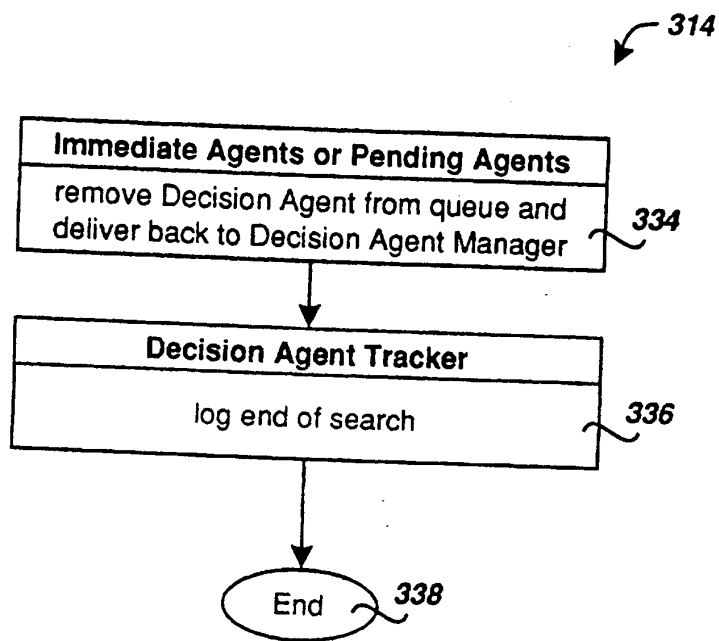 314
Immediate Agents or Pending Agents
remove Decision Agent from queue and
deliver back to Decision Agent Manager
334
Decision Agent Tracker
log end of search
336
End
338